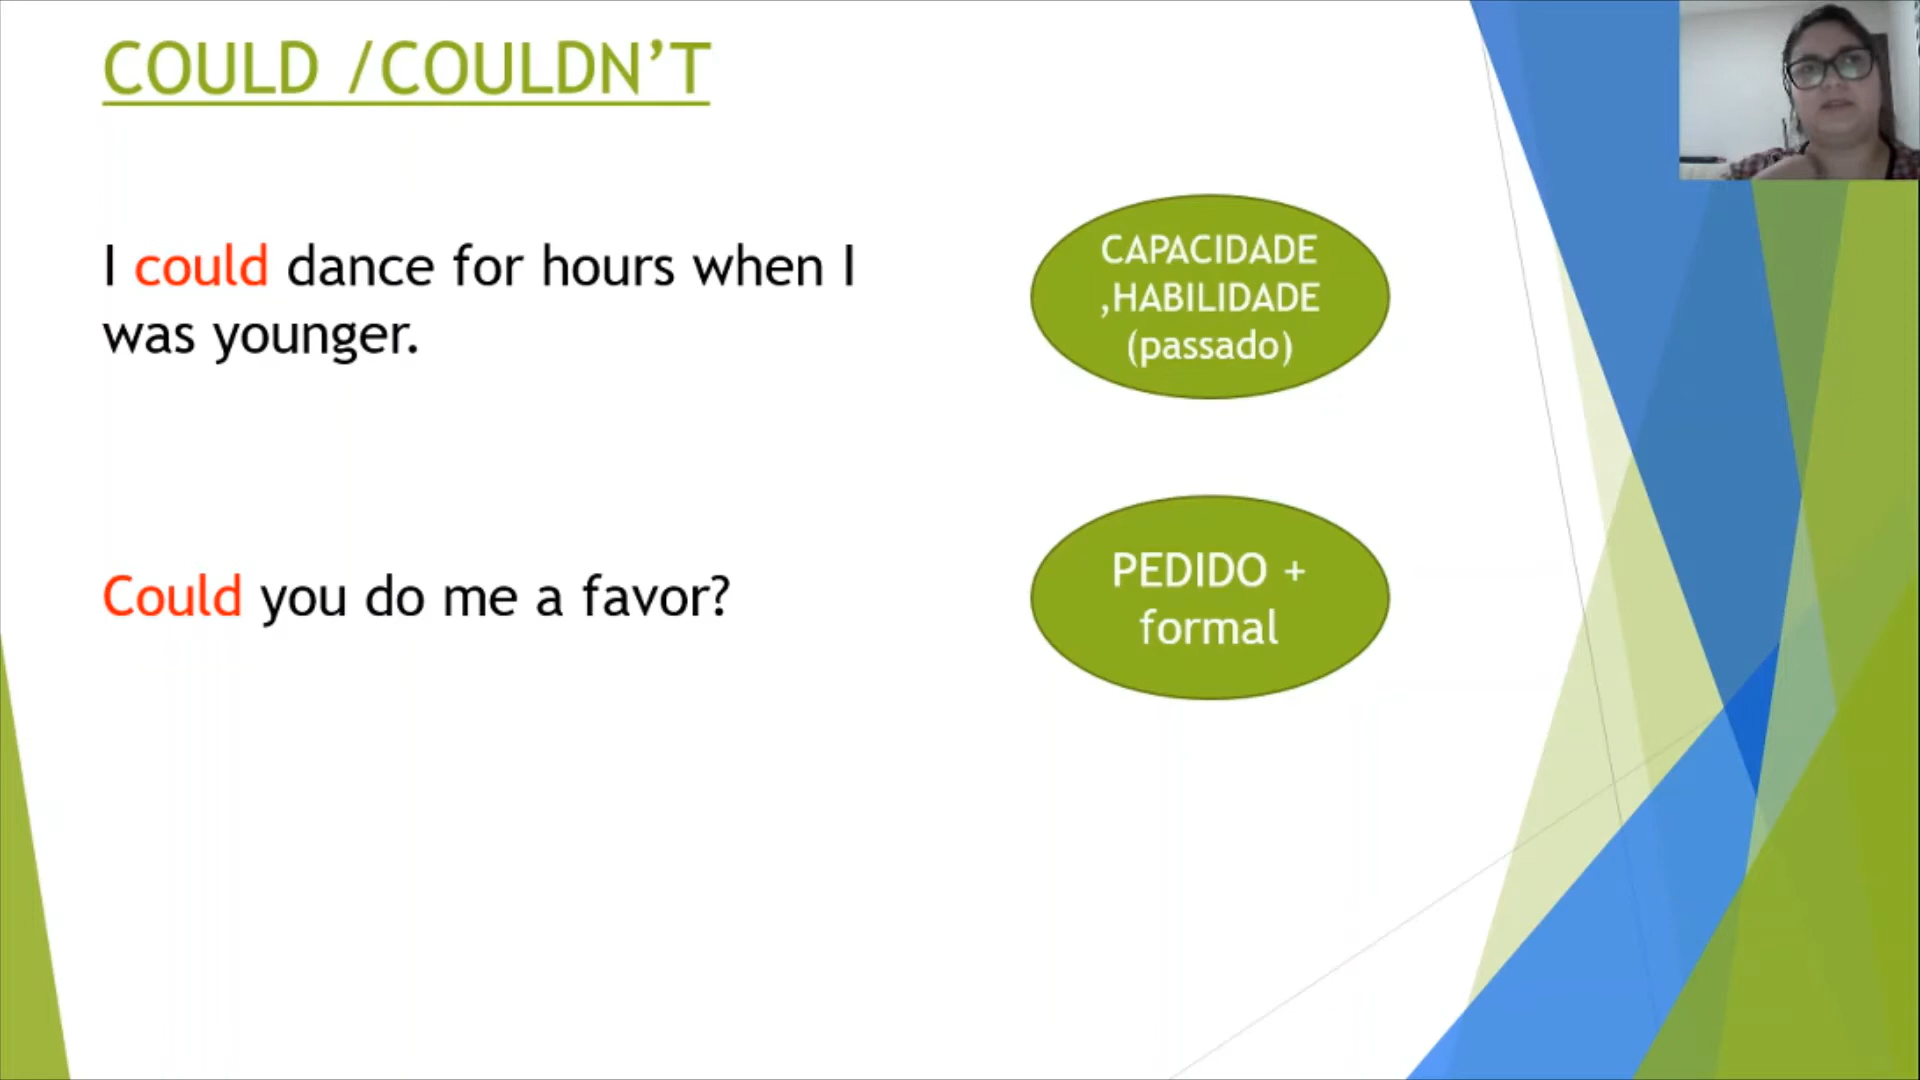 COULD /COULDN’T
I could dance for hours when I
was younger.
CAPACIDADE
,HABILIDADE
(passado)
Could you do me a favor?
PEDIDO +
formal